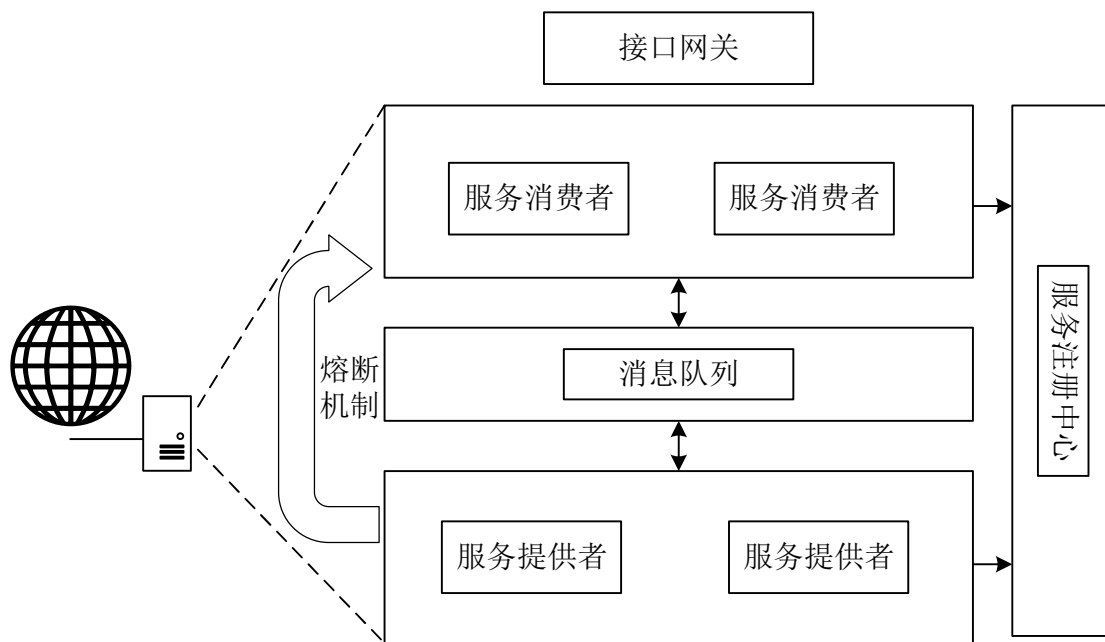 接口网关
服务消费者
服务消费者
熔断
机制
消息队列
服务注册中心
服务提供者
服务提供者